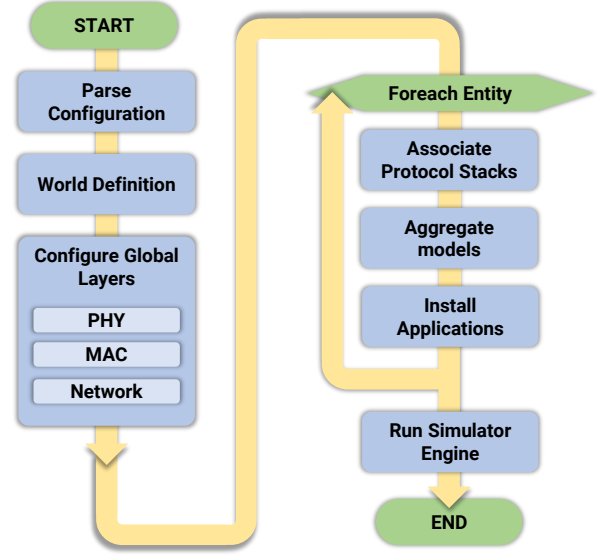 START
Parse
Configuration
World Definition
Configure Global
Layers
PHY
MAC
Network
Foreach Entity
Associate
Protocol Stacks
Aggregate
models
Install
Applications
Run Simulator
Engine
END